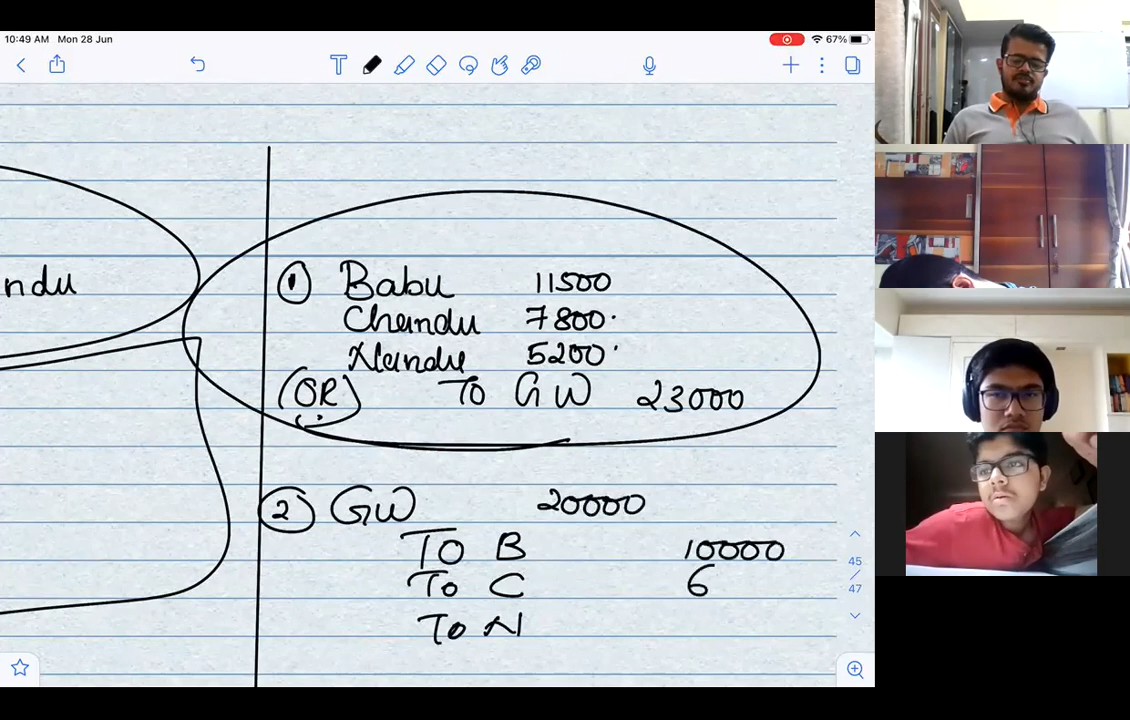 10:49 AM Mon 28 Jun
67%
T
ndu
① Babu 11500
Chandu 7800
Nandu 5200
(OR) To GW 23000
② GW 20000
To B 10000
To C 6
To N
45
/
47